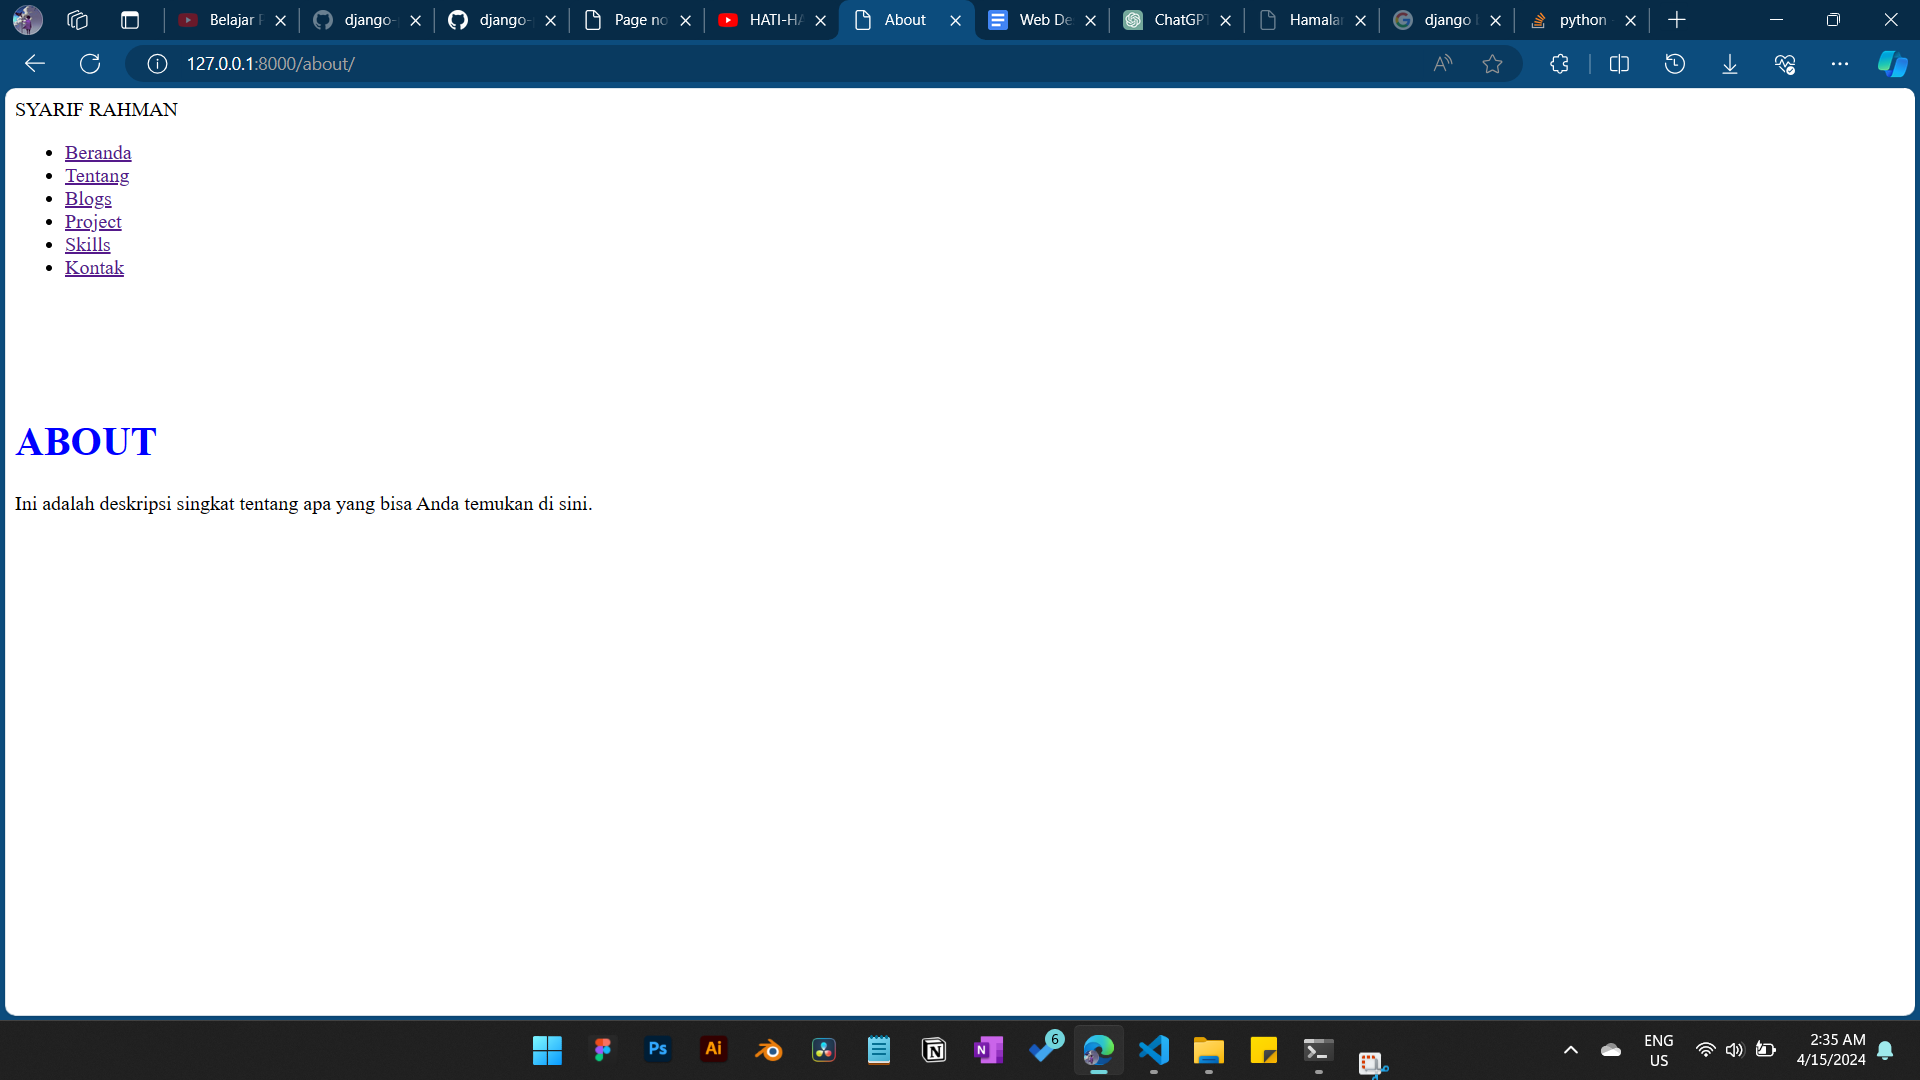 Belajar
django-
django-
Page no
HATI-HA
About
Web De
ChatGPT
Hamala
django
python
127.0.0.1:8000/about/
SYARIF RAHMAN
Beranda
Tentang
Blogs
Project
Skills
Kontak
ABOUT
Ini adalah deskripsi singkat tentang apa yang bisa Anda temukan di sini.
Ps
Ai
N
N
6
ENG
US
2:35 AM
4/15/2024